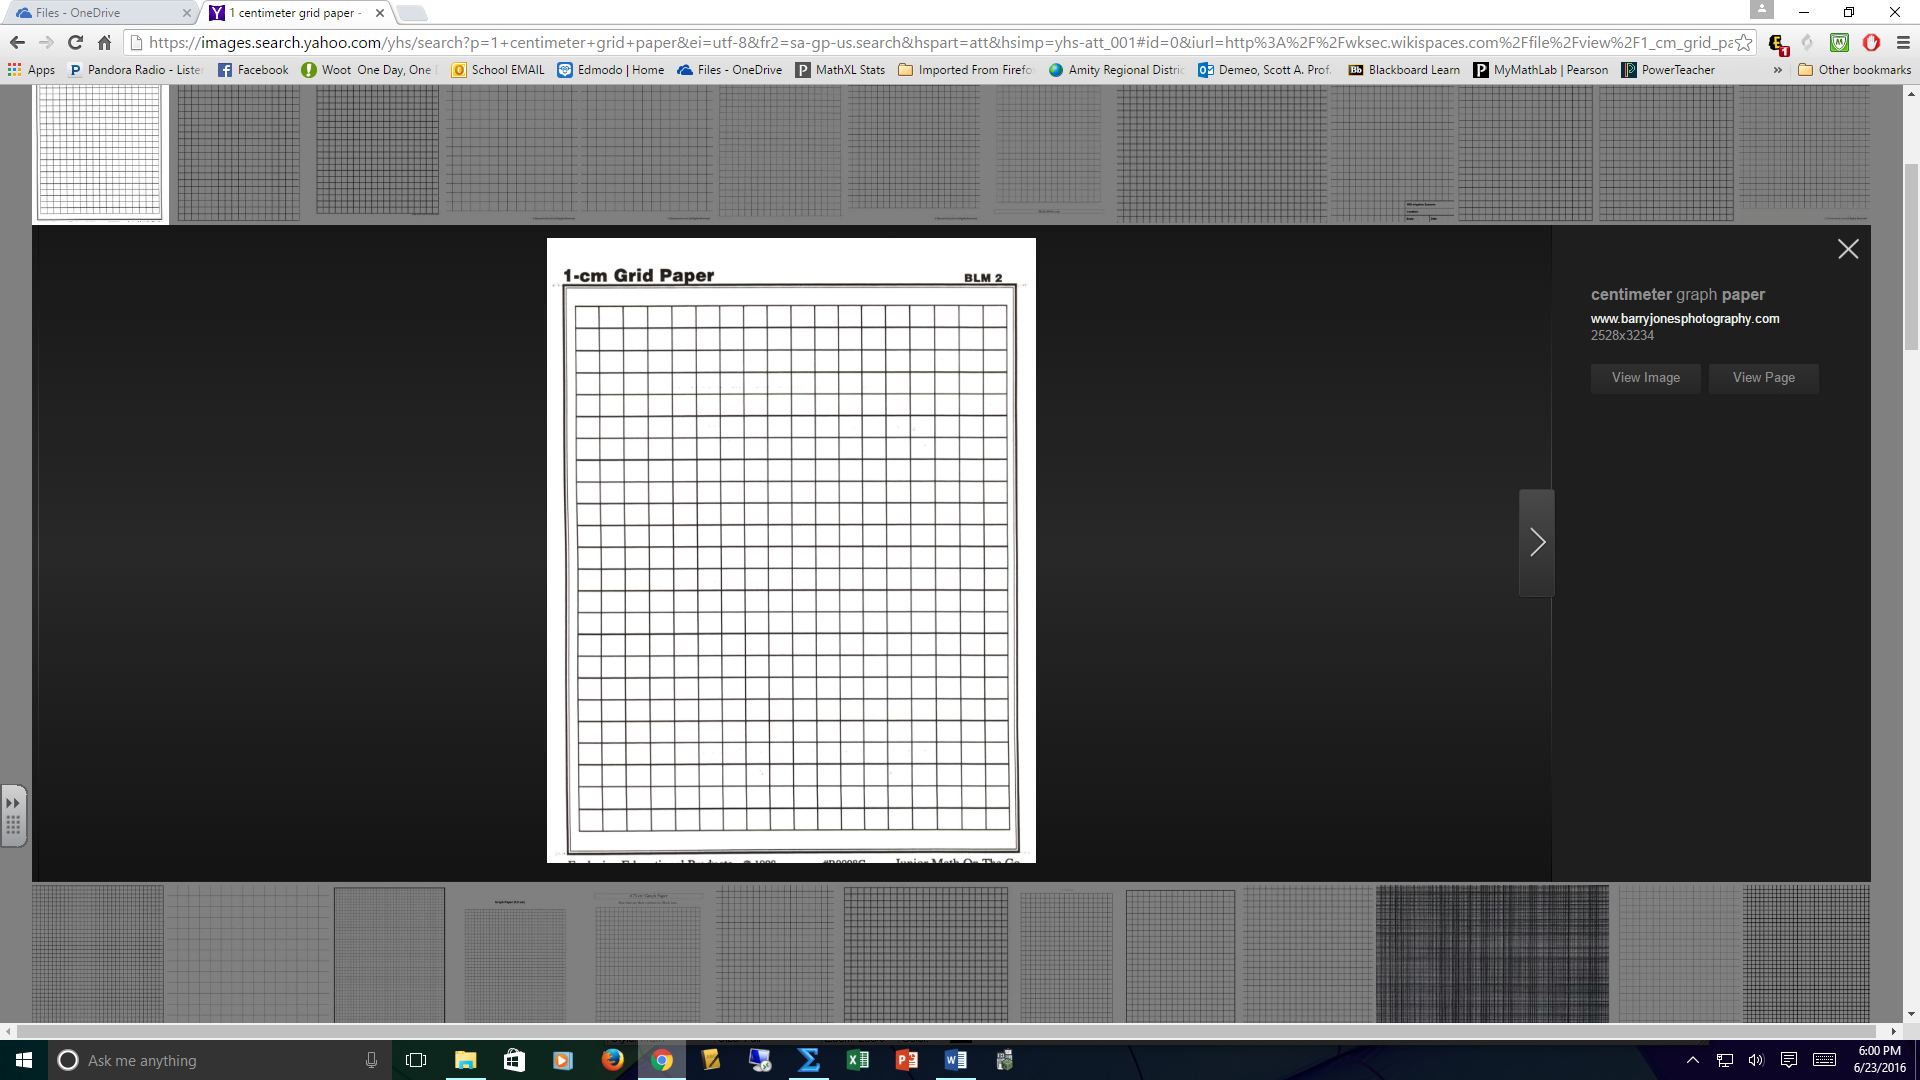 Files - OneDrive
1 centimeter grid paper -
https://images.search.yahoo.com/yhs/search?p=1+centimeter+grid+paper&ei=utf-8&fr2=sa-gp-us.search&hspart=att&hsimp=yhs-att_001#id=0&iurl=http%3A%2F%2Fwksec.wikispaces.com%2Ffile%2Fview%2F1_cm_grid_pa
Apps Pandora Radio - Liste Facebook Woot One Day, One School EMAIL Edmodo | Home Files - OneDrive MathXL Stats Imported From Firefo Amity Regional Distric Demeo, Scott A. Prof. Blackboard Learn MyMathLab | Pearson PowerTeacher » Other bookmarks
1-cm Grid Paper BLM 2
centimeter graph paper
www.barryjonesphotography.com
2528x3234
View Image View Page
Ask me anything
6:00 PM
6/23/2016